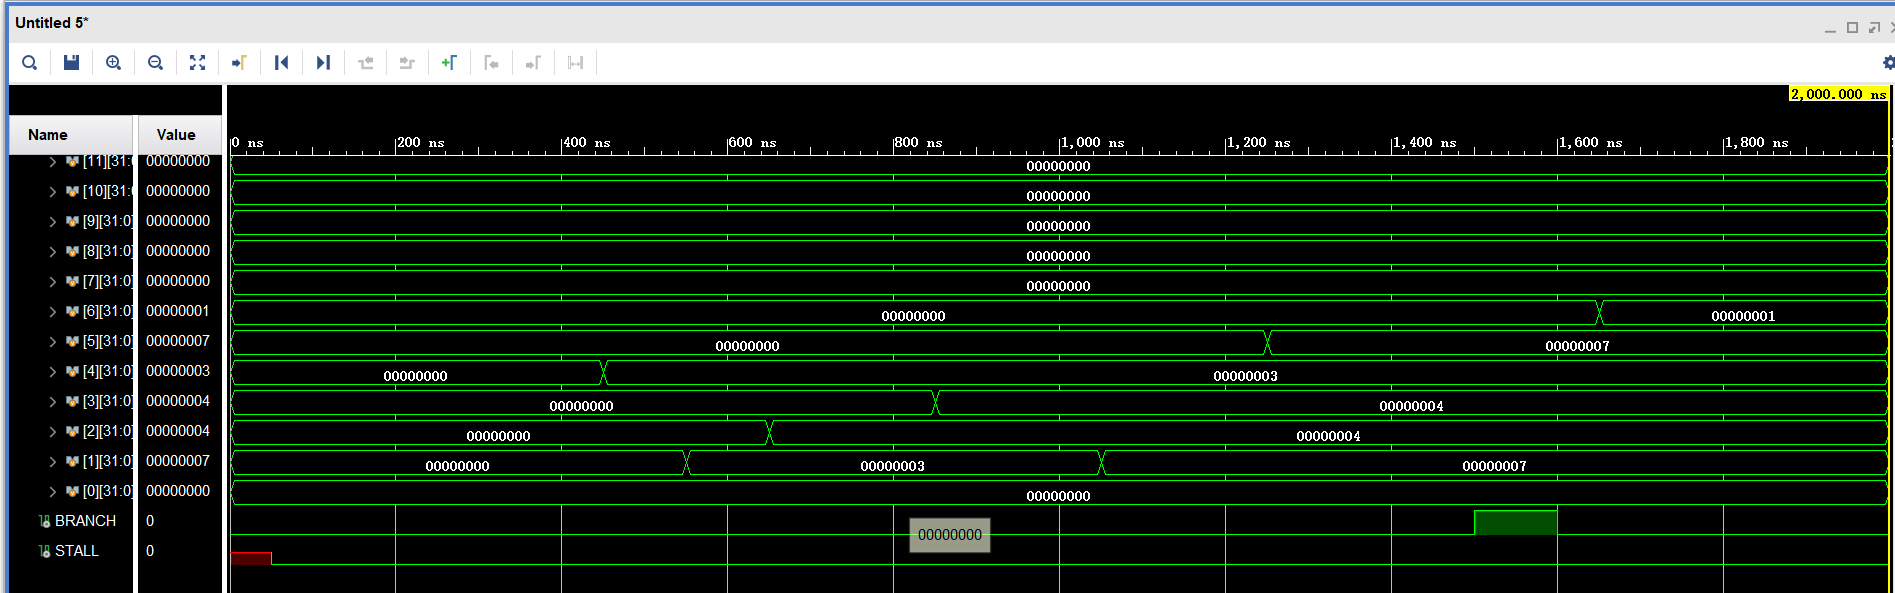 Untitled 5*
2,000.000 ns
Name Value
0 ns 200 ns 400 ns 600 ns 800 ns 1,000 ns 1,200 ns 1,400 ns 1,600 ns 1,800 ns
[11][31:0 00000000 00000000
[10][31:0 00000000 00000000
[9][31:0] 00000000 00000000
[8][31:0] 00000000 00000000
[7][31:0] 00000000 00000000
[6][31:0] 00000001 00000000 00000001
[5][31:0] 00000007 00000000 00000007
[4][31:0] 00000003 00000000 00000003
[3][31:0] 00000004 00000000 00000004
[2][31:0] 00000004 00000000 00000004
[1][31:0] 00000007 00000000 00000003 00000007
[0][31:0] 00000000 00000000
BRANCH 0
00000000
STALL 0